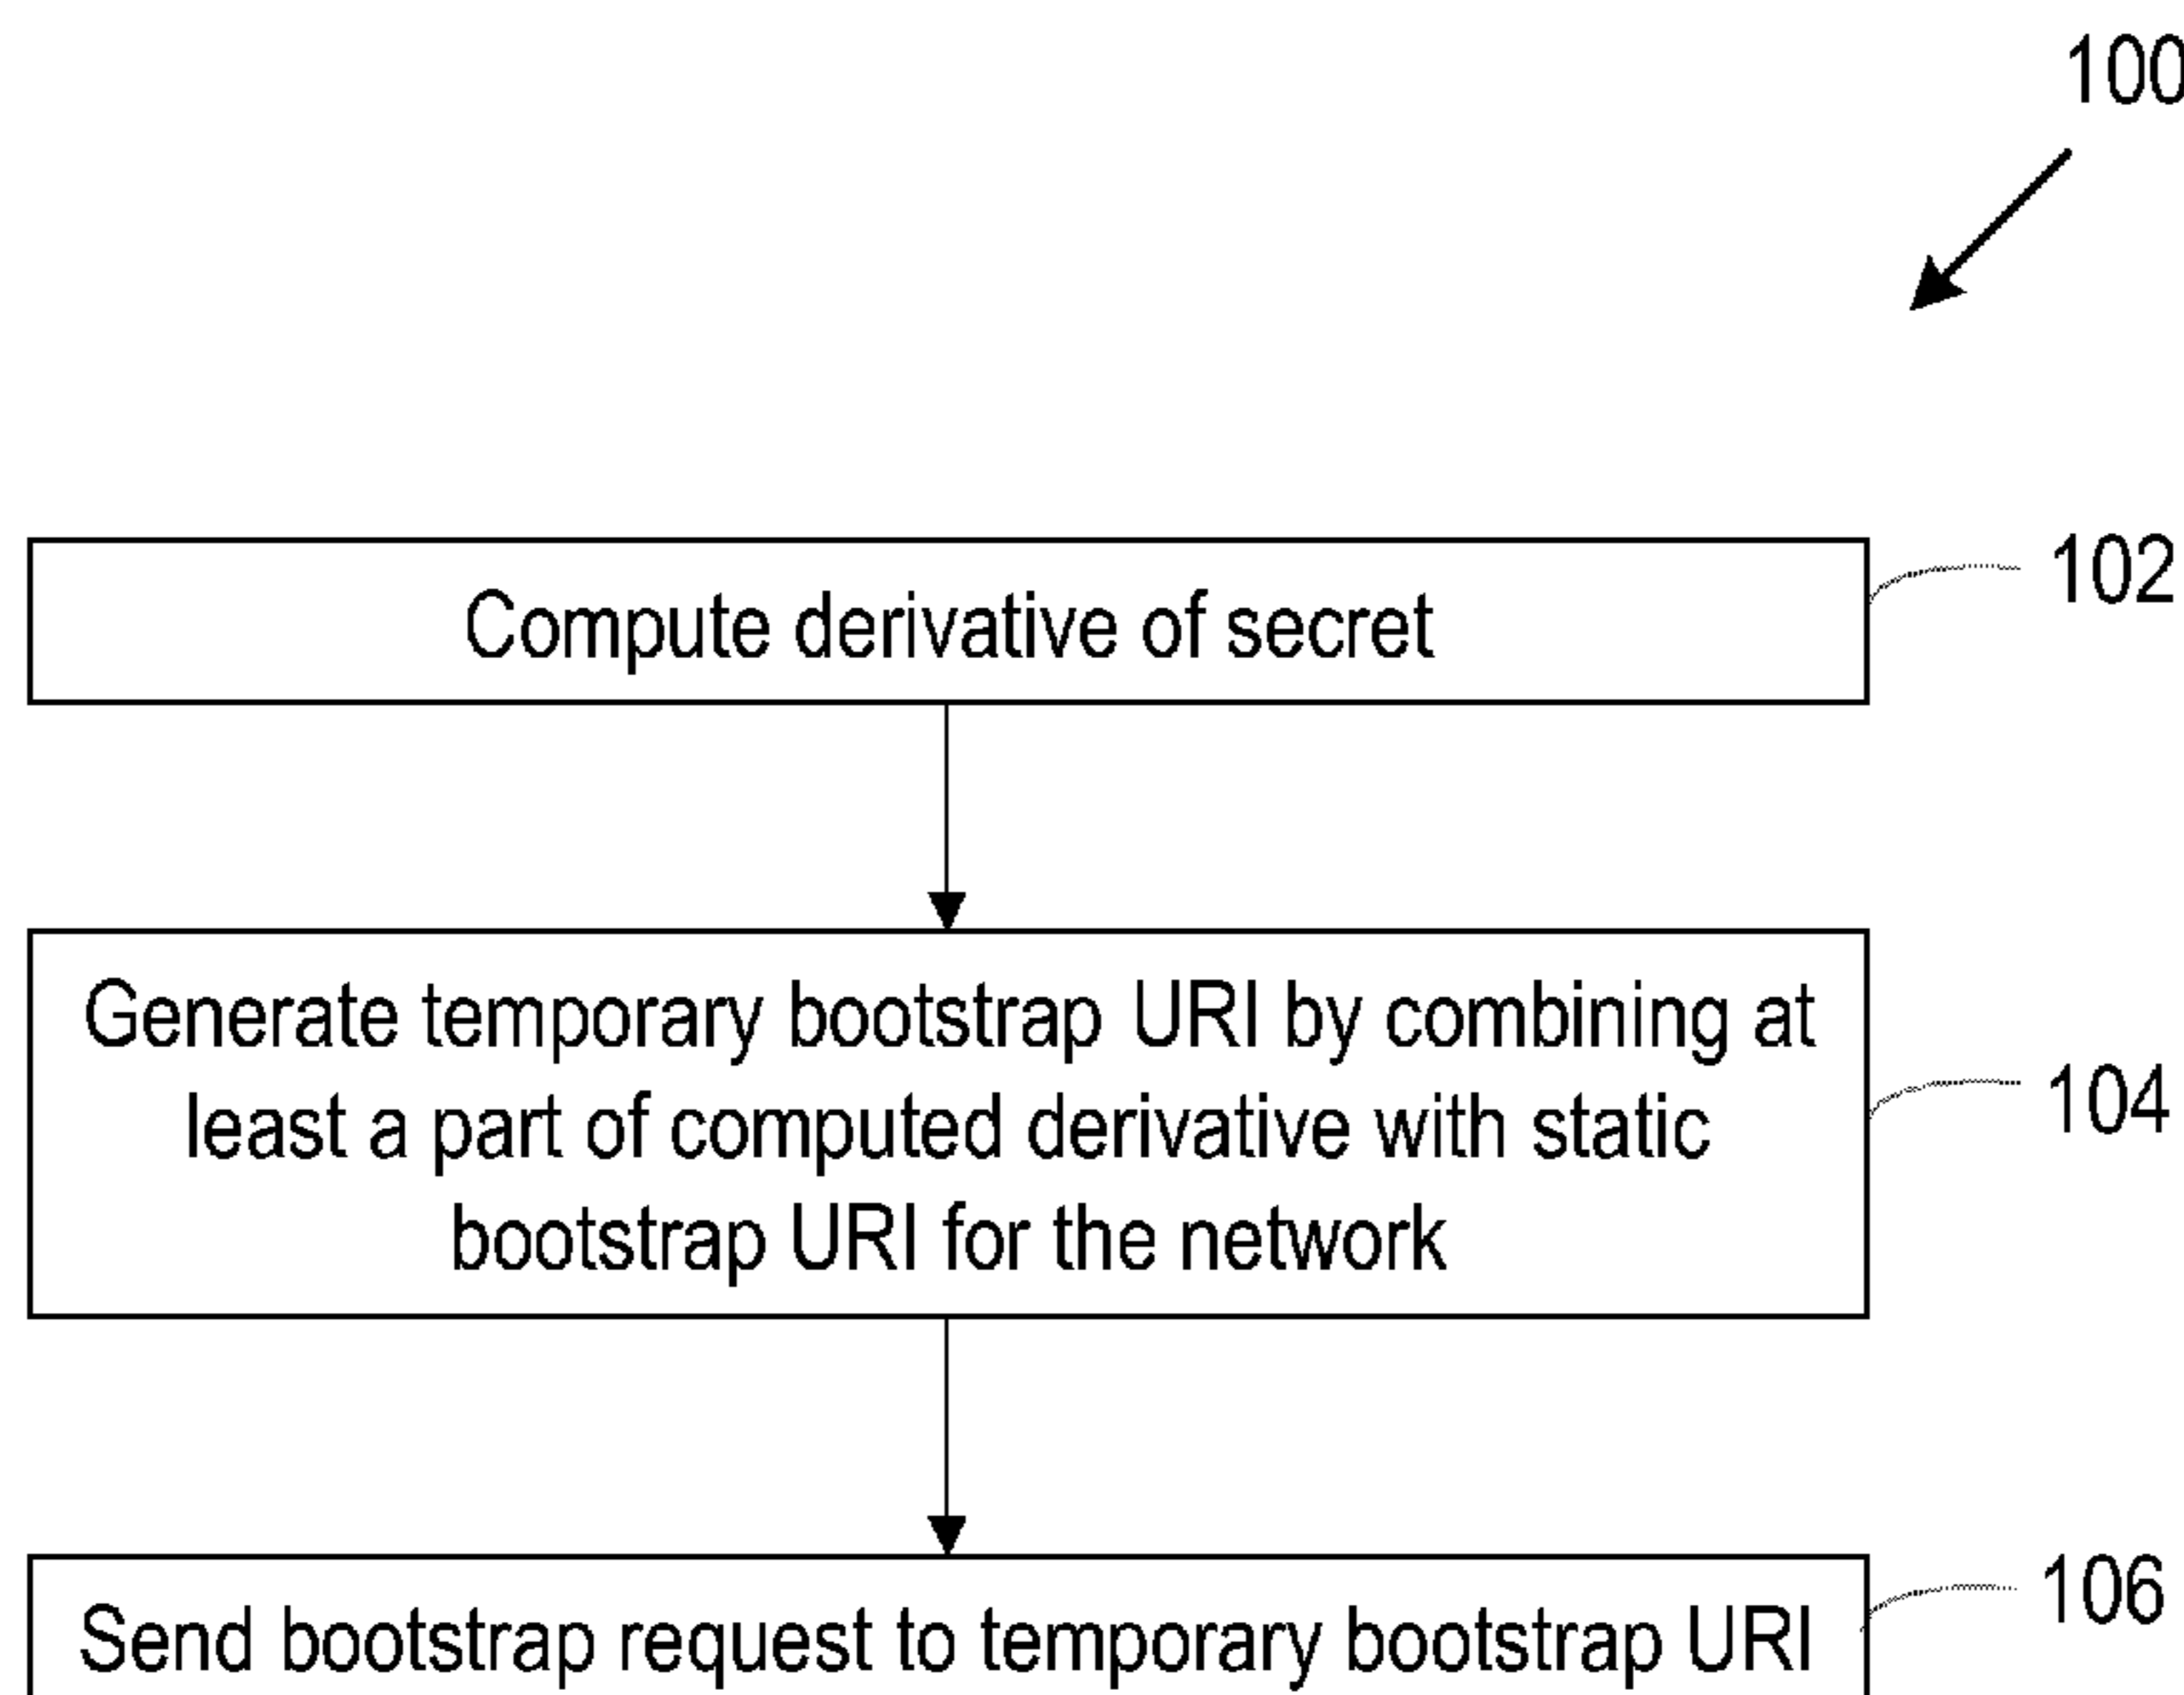 100
Compute derivative of secret
102
Generate temporary bootstrap URI by combining at
least a part of computed derivative with static
bootstrap URI for the network
104
Send bootstrap request to temporary bootstrap URI
106